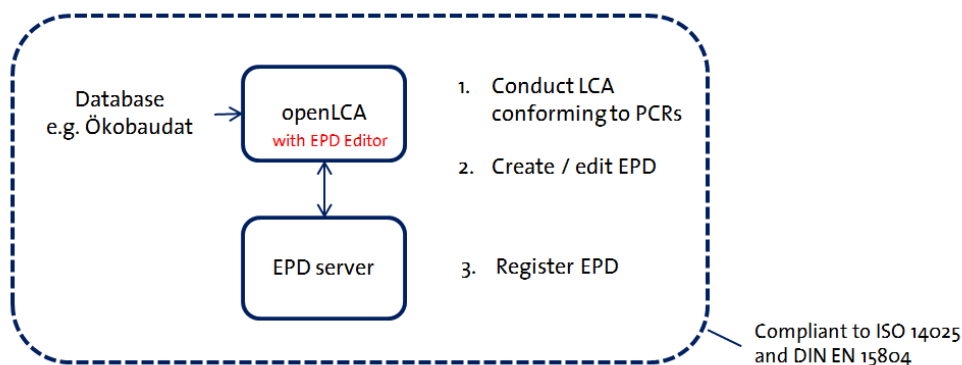 Database
e.g. Ökobaudat
openLCA
with EPD Editor
1. Conduct LCA
conforming to PCRs
2. Create / edit EPD
EPD server
3. Register EPD
Compliant to ISO 14025
and DIN EN 15804